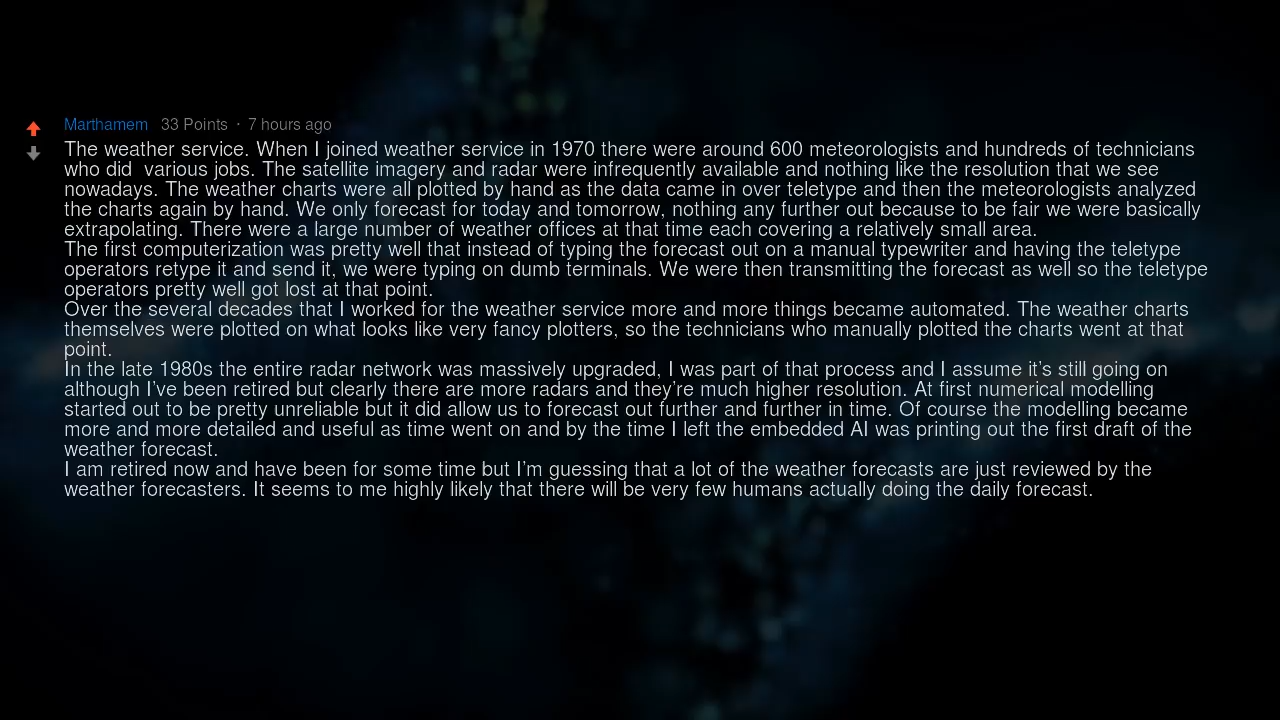 Marthamem 33 Points · 7 hours ago
The weather service. When I joined weather service in 1970 there were around 600 meteorologists and hundreds of technicians
who did  various jobs. The satellite imagery and radar were infrequently available and nothing like the resolution that we see
nowadays. The weather charts were all plotted by hand as the data came in over teletype and then the meteorologists analyzed
the charts again by hand. We only forecast for today and tomorrow, nothing any further out because to be fair we were basically
extrapolating. There were a large number of weather offices at that time each covering a relatively small area.
The first computerization was pretty well that instead of typing the forecast out on a manual typewriter and having the teletype
operators retype it and send it, we were typing on dumb terminals. We were then transmitting the forecast as well so the teletype
operators pretty well got lost at that point.
Over the several decades that I worked for the weather service more and more things became automated. The weather charts
themselves were plotted on what looks like very fancy plotters, so the technicians who manually plotted the charts went at that
point.
In the late 1980s the entire radar network was massively upgraded, I was part of that process and I assume it's still going on
although I've been retired but clearly there are more radars and they're much higher resolution. At first numerical modelling
started out to be pretty unreliable but it did allow us to forecast out further and further in time. Of course the modelling became
more and more detailed and useful as time went on and by the time I left the embedded AI was printing out the first draft of the
weather forecast.
I am retired now and have been for some time but I'm guessing that a lot of the weather forecasts are just reviewed by the
weather forecasters. It seems to me highly likely that there will be very few humans actually doing the daily forecast.